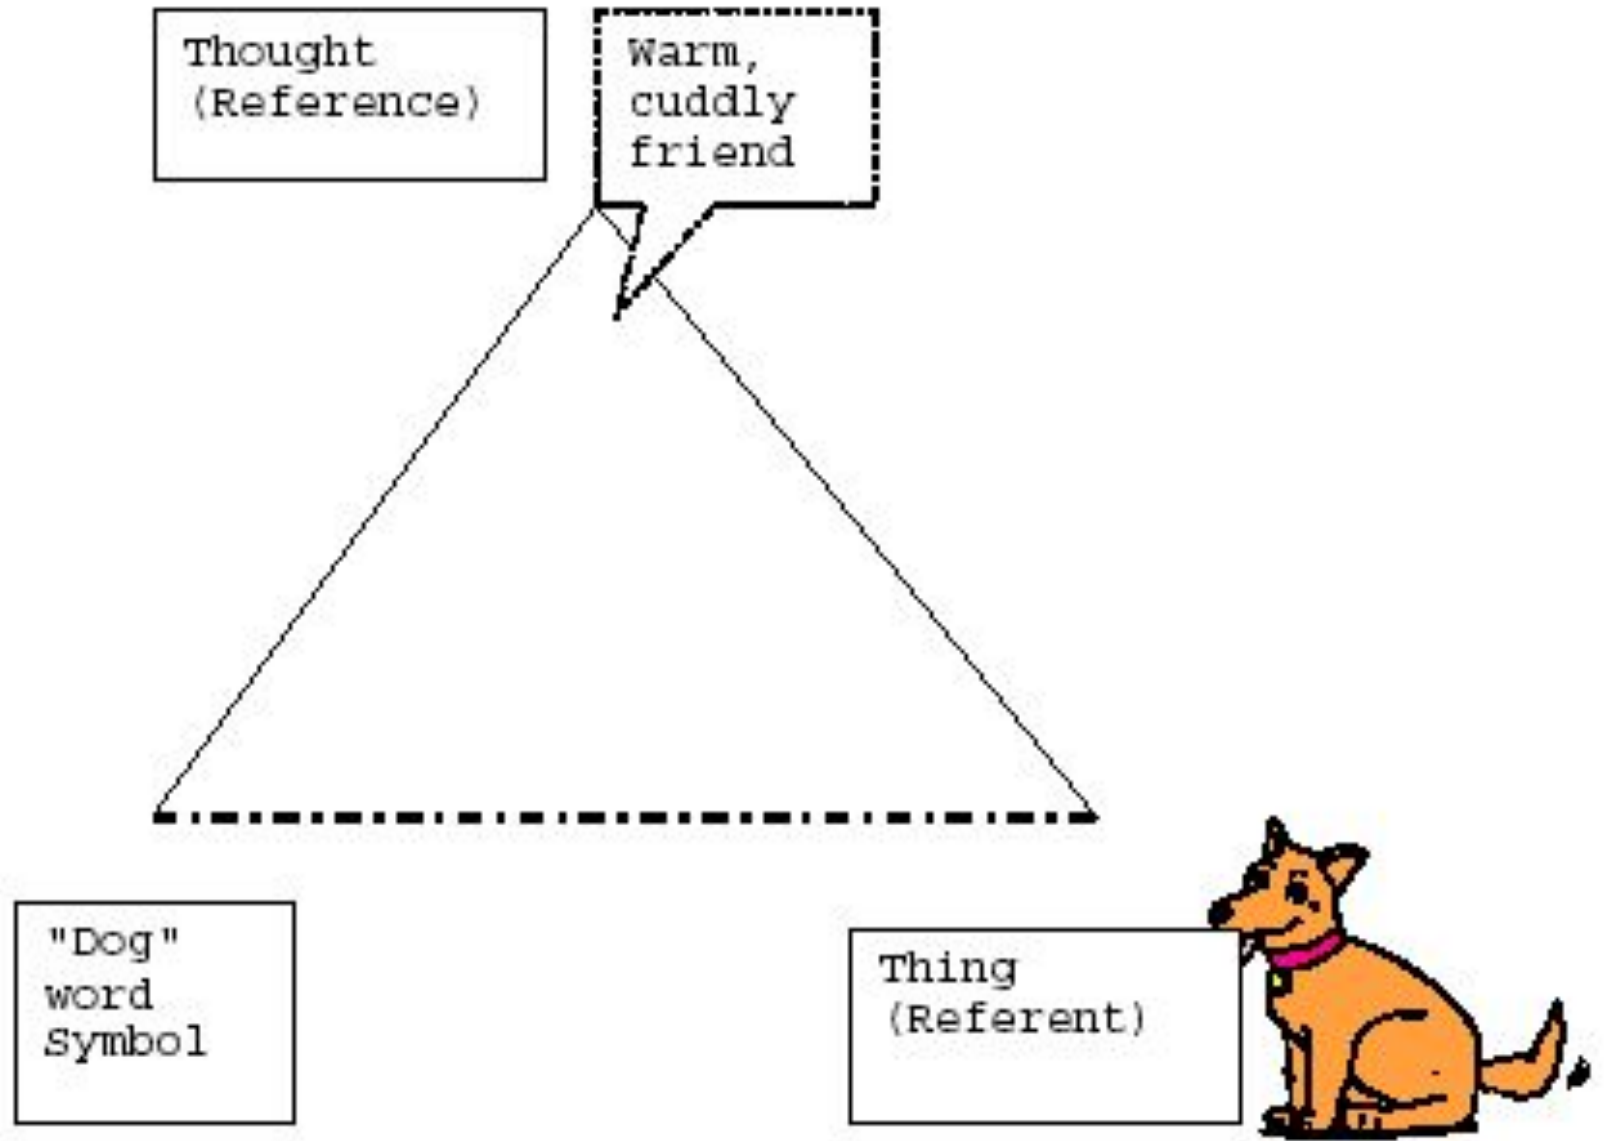 Thought
(Reference)
Warm,
cuddly
friend
"Dog"
word
Symbol
Thing
(Referent)